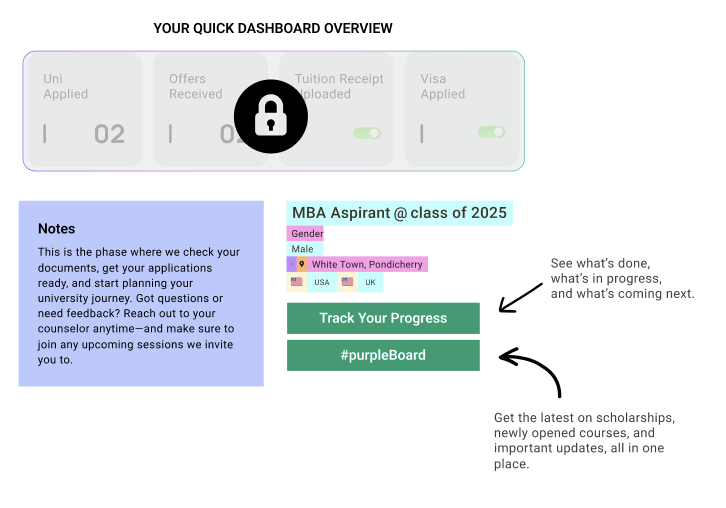 YOUR QUICK DASHBOARD OVERVIEW
Uni
Applied
02
Offers
Received
Tuition Receipt
Uploaded
Visa
Applied
Notes
This is the phase where we check your
documents, get your applications
ready, and start planning your
university journey. Got questions or
need feedback? Reach out to your
counselor anytime—and make sure to
join any upcoming sessions we invite
you to.
MBA Aspirant @ class of 2025
Gender
Male
White Town, Pondicherry
USA UK
Track Your Progress
#purpleBoard
See what's done,
what's in progress,
and what's coming next.
Get the latest on scholarships,
newly opened courses, and
important updates, all in one
place.